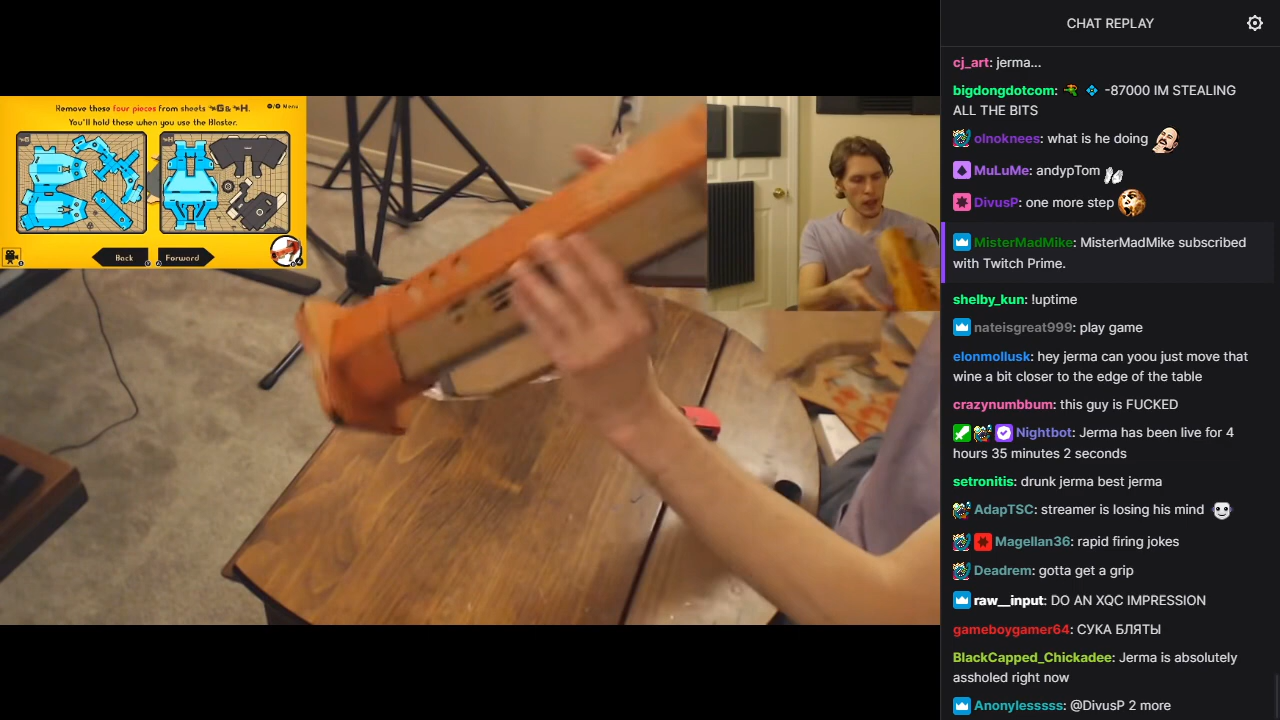 Remove these four pieces from sheets G & H.
You'll hold these when you use the Blaster.
Menu
Back
Forward
CHAT REPLAY
cj_art: jerma...
bigdongdotcom: -87000 IM STEALING
ALL THE BITS
olnoknees: what is he doing
MuLuMe: andypTom
DivusP: one more step
MisterMadMike: MisterMadMike subscribed
with Twitch Prime.
shelby_kun: !uptime
nateisgreat999: play game
elonmollusk: hey jerma can yoou just move that
wine a bit closer to the edge of the table
crazynumbbum: this guy is FUCKED
Nightbot: Jerma has been live for 4
hours 35 minutes 2 seconds
setronitis: drunk jerma best jerma
AdapTSC: streamer is losing his mind
Magellan36: rapid firing jokes
Deadrem: gotta get a grip
raw__input: DO AN XQC IMPRESSION
gameboygamer64: СУКА БЛЯТЫ
BlackCapped_Chickadee: Jerma is absolutely
assholed right now
Anonylesssss: @DivusP 2 more